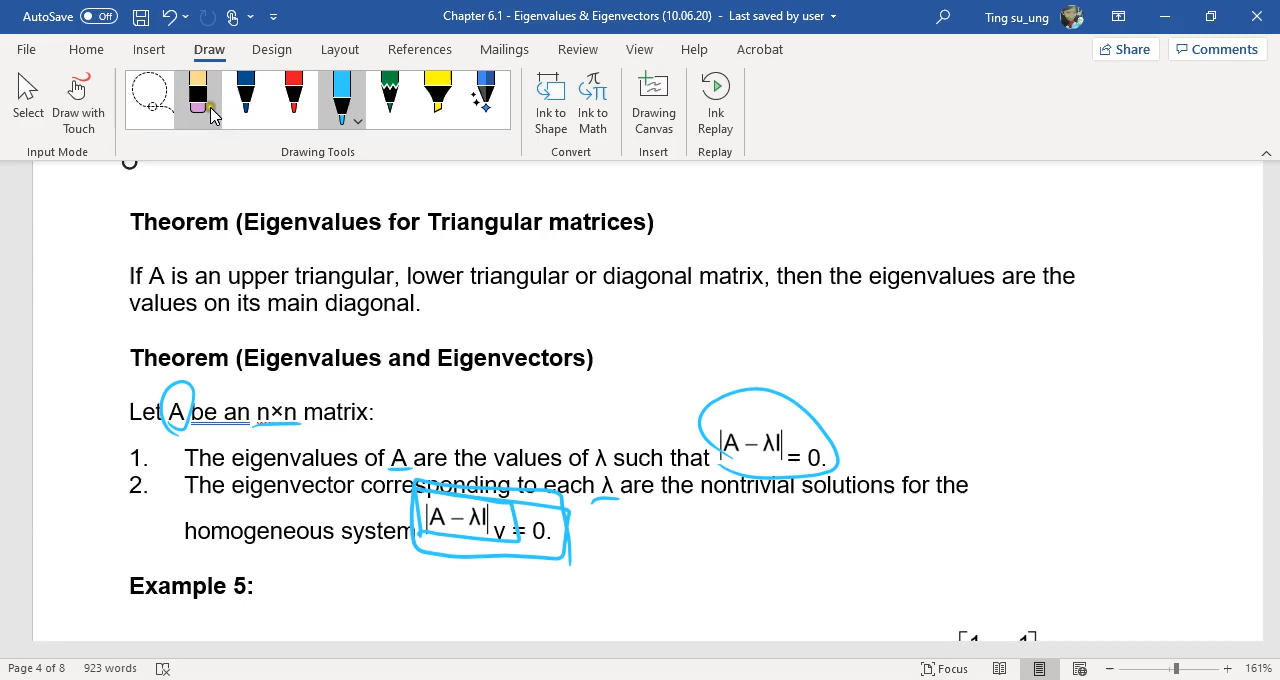 AutoSave Off Chapter 6.1 - Eigenvalues & Eigenvectors (10.06.20) - Last saved by user Ting su_ung
File Home Insert Draw Design Layout References Mailings Review View Help Acrobat Share Comments
Select Draw with Touch Ink to Shape Ink to Math Drawing Canvas Ink Replay
Input Mode Drawing Tools Convert Insert Replay
Theorem (Eigenvalues for Triangular matrices)
If A is an upper triangular, lower triangular or diagonal matrix, then the eigenvalues are the
values on its main diagonal.
Theorem (Eigenvalues and Eigenvectors)
Let A be an n×n matrix:
1. The eigenvalues of A are the values of λ such that |A − λI| = 0.
2. The eigenvector corresponding to each λ are the nontrivial solutions for the
homogeneous system |A − λI| v = 0.
Example 5:
Page 4 of 8 923 words Focus 161%